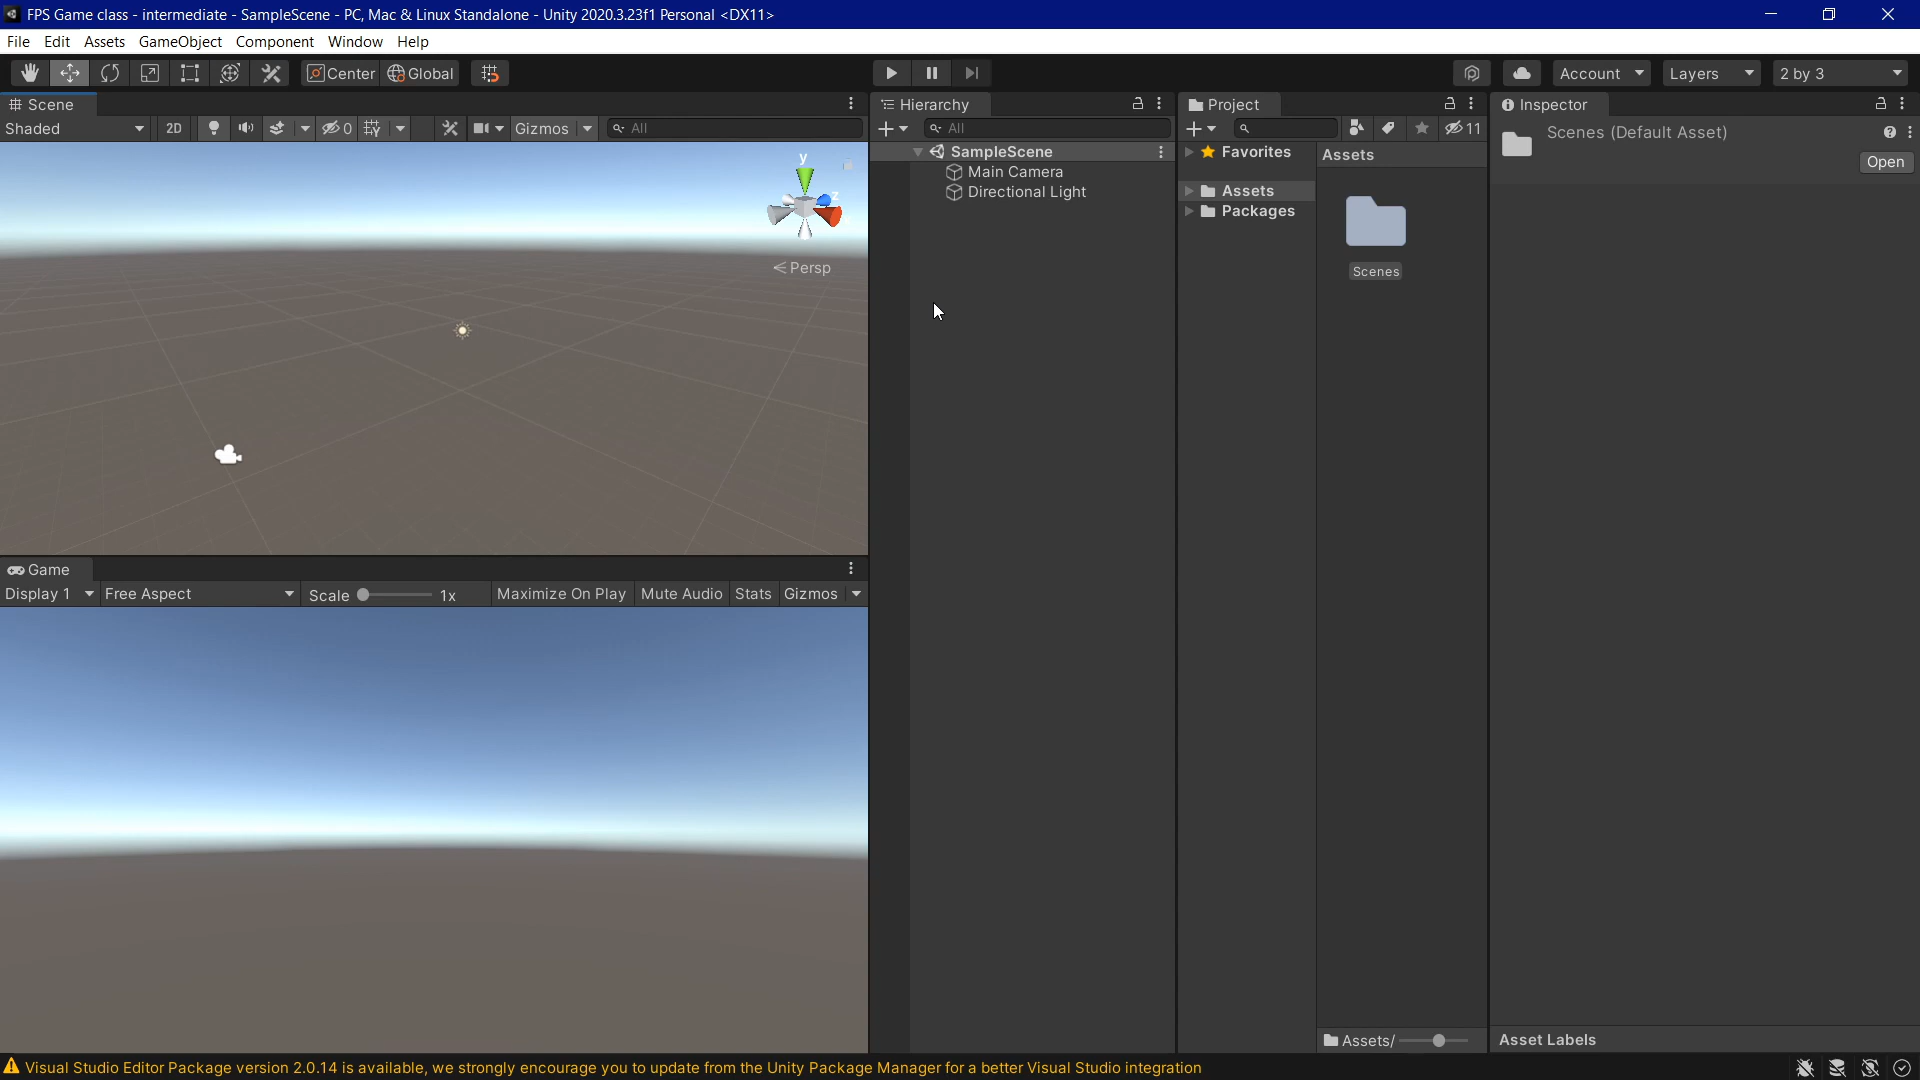 FPS Game class - intermediate - SampleScene - PC, Mac & Linux Standalone - Unity 2020.3.23f1 Personal <DX11>
File Edit Assets GameObject Component Window Help
Center Global Account Layers 2 by 3
Scene
Shaded 2D 0 Gizmos All
y
z
Persp
Game
Display 1 Free Aspect Scale 1x Maximize On Play Mute Audio Stats Gizmos
Hierarchy
All
SampleScene
Main Camera
Directional Light
Project
11
Favorites
Assets
Packages
Assets
Scenes
Assets/
Inspector
Scenes (Default Asset)
Open
Asset Labels
Visual Studio Editor Package version 2.0.14 is available, we strongly encourage you to update from the Unity Package Manager for a better Visual Studio integration